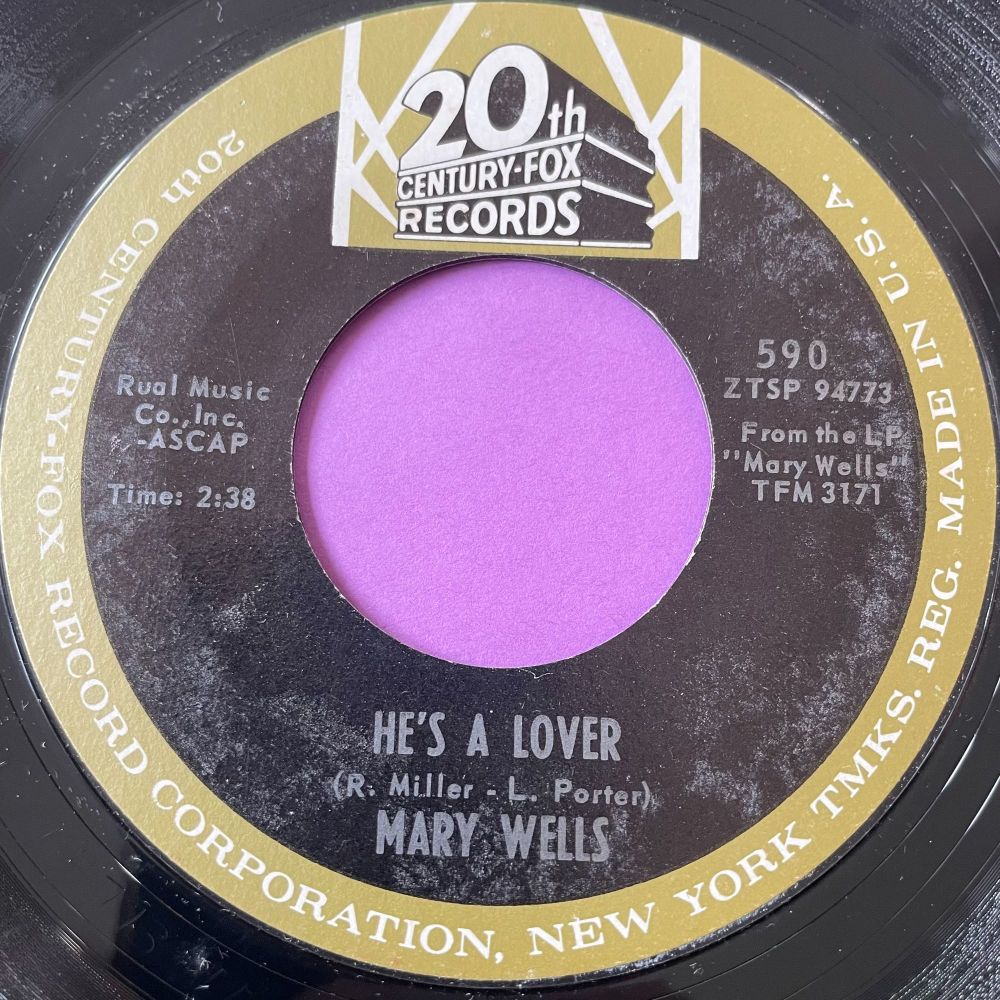 20th
CENTURY-FOX
RECORDS
Rual Music
Co., Inc.
-ASCAP
Time: 2:38
590
ZTSP 94773
From the LP
"Mary Wells"
TFM 3171
HE'S A LOVER
(R. Miller - L. Porter)
MARY WELLS
20th CENTURY-FOX RECORD CORPORATION, NEW YORK TMKS. REG. MADE IN U.S.A.